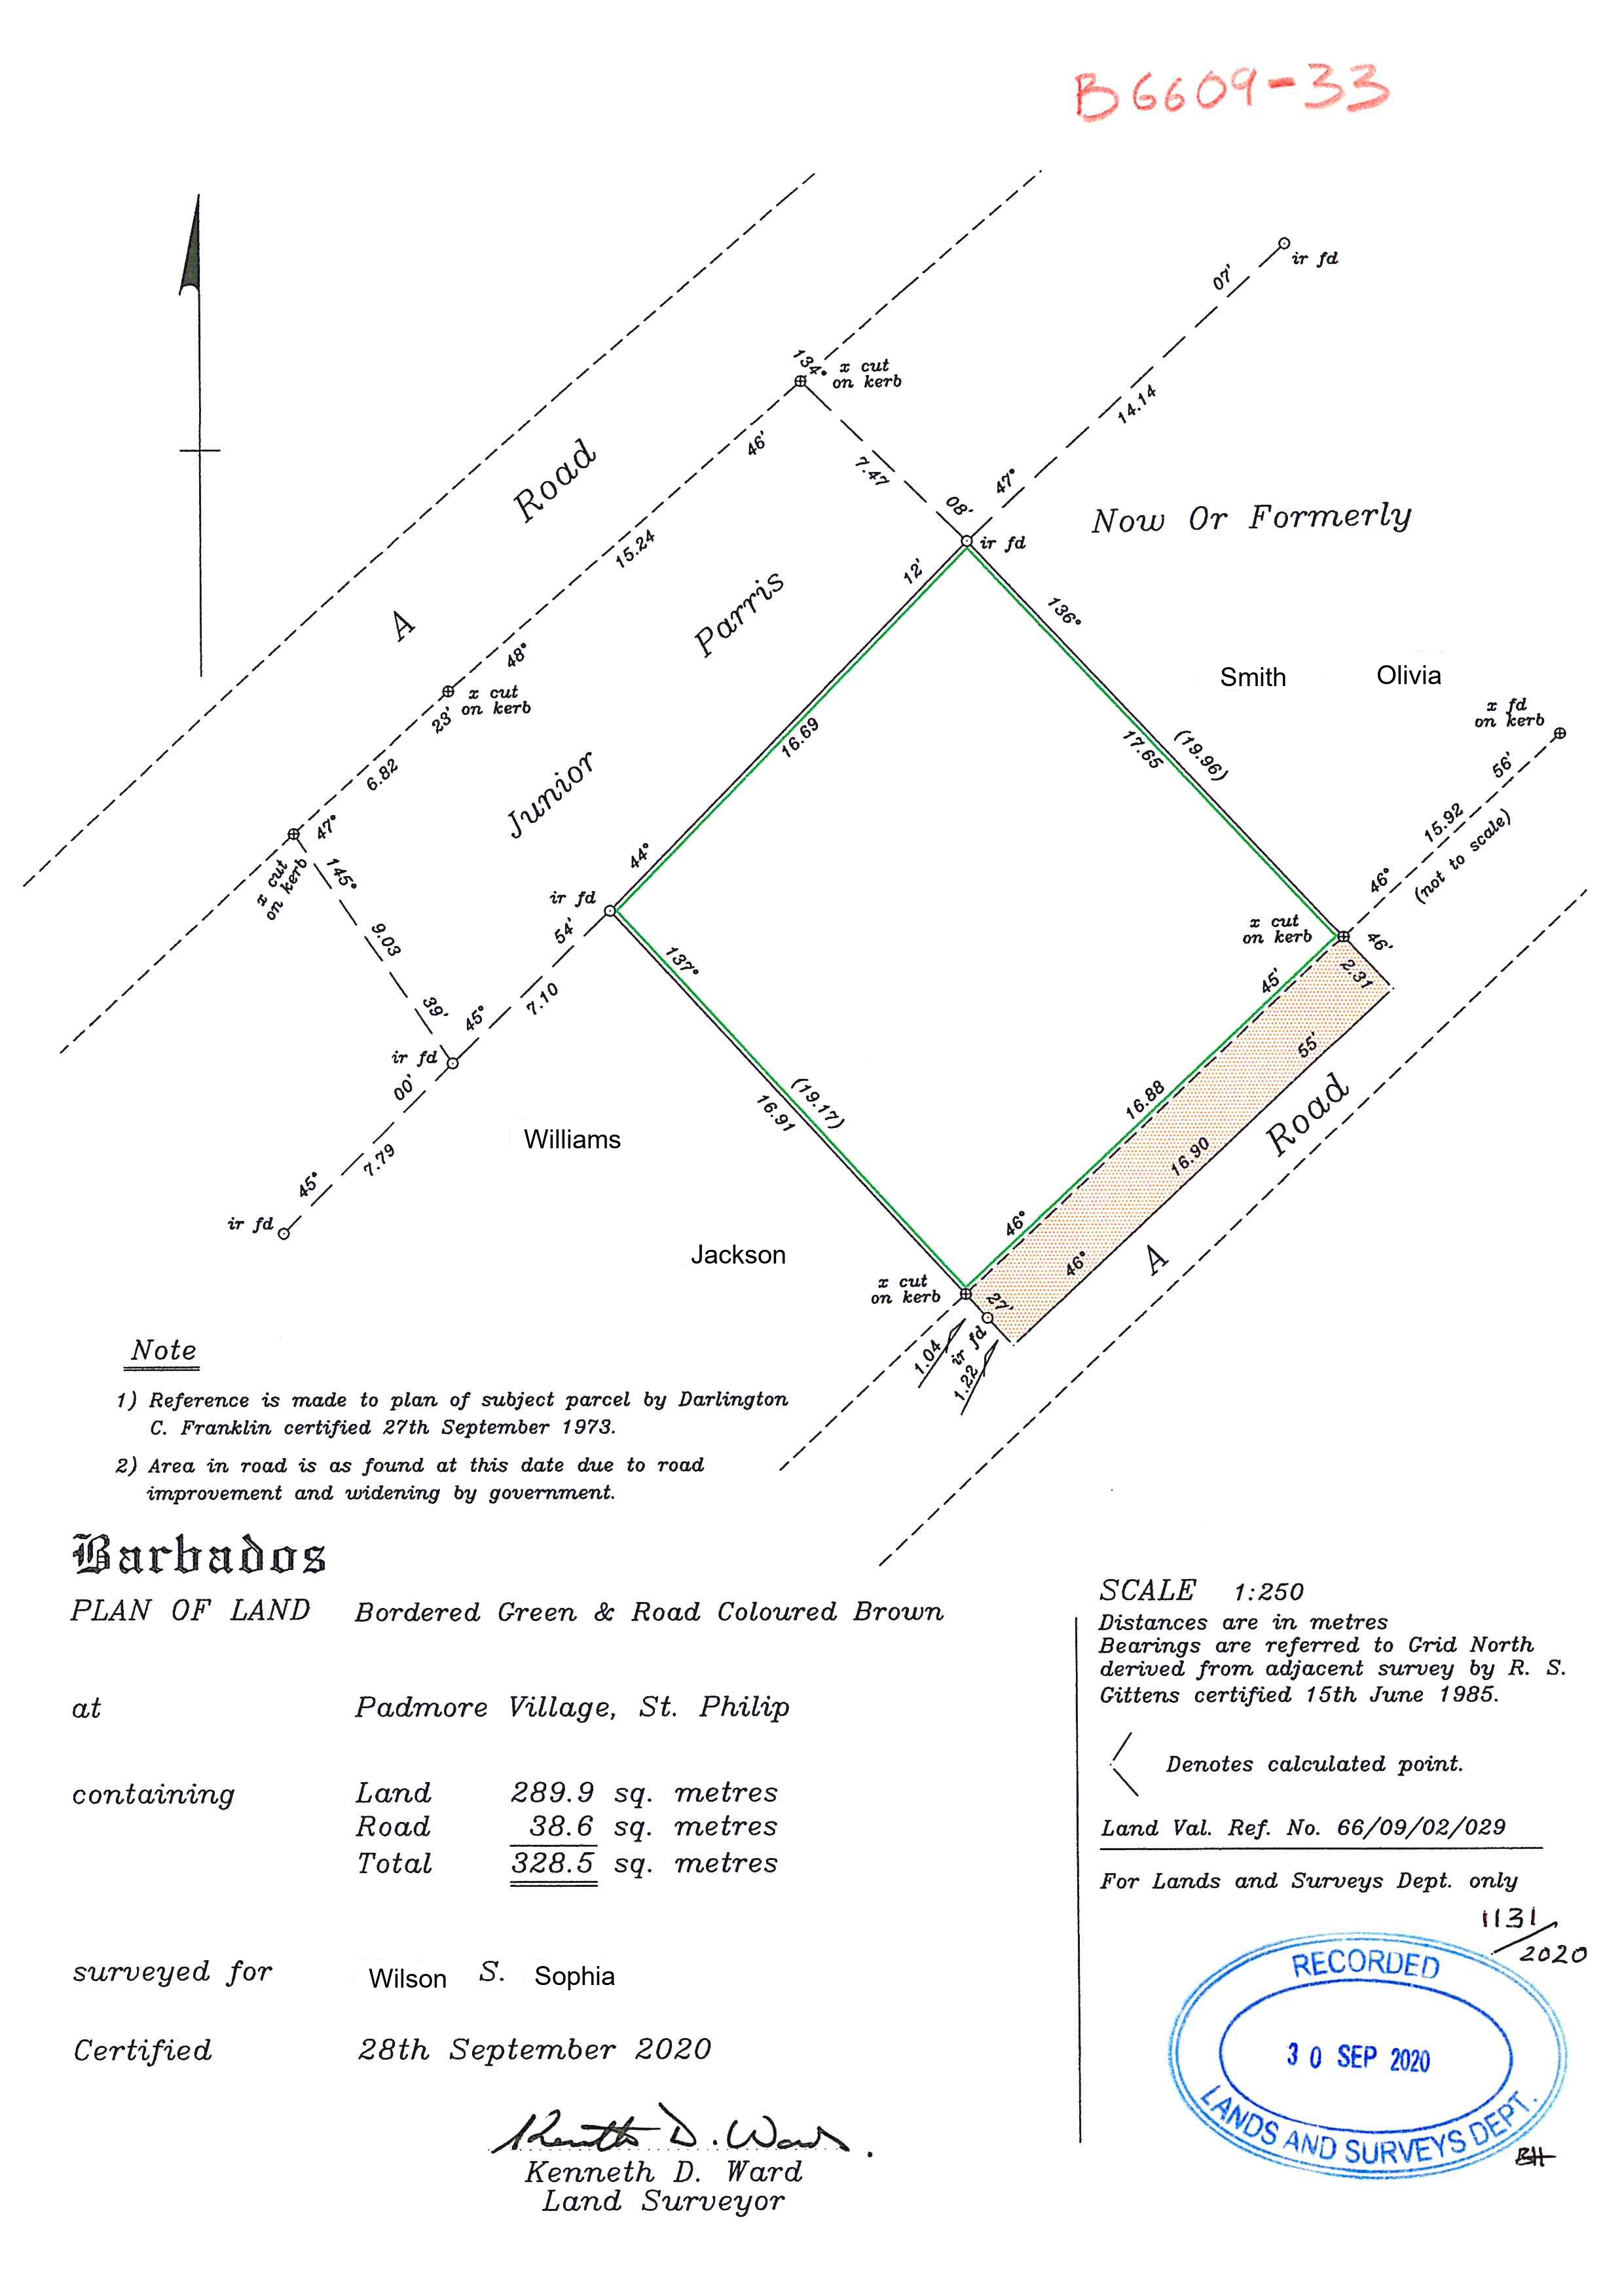 B6609-33
ir fd
07'
14.14
134°
x cut
on kerb
46'
7.47
08'
47°
ir fd
Road
15.24
12'
Now Or Formerly
136°
A
48°
Parris
Smith Olivia
x cut
on kerb
23'
16.69
17.65
(19.96)
x fd
on kerb
56'
6.82
Junior
15.92
(not to scale)
47°
145°
44°
46°
x cut
on kerb
ir fd
54'
x cut
on kerb
46'
9.03
137°
45'
2.31
7.10
39'
45°
55'
ir fd
00'
(19.17)
16.91
16.88
Road
Williams
16.90
7.79
45°
46°
ir fd
Jackson
46°
A
x cut
on kerb
27'
ir fd
1.04
1.22
Note
1) Reference is made to plan of subject parcel by Darlington
C. Franklin certified 27th September 1973.
2) Area in road is as found at this date due to road
improvement and widening by government.
Barbados
PLAN OF LAND Bordered Green & Road Coloured Brown
at Padmore Village, St. Philip
containing Land 289.9 sq. metres
Road 38.6 sq. metres
Total 328.5 sq. metres
surveyed for Wilson S. Sophia
Certified 28th September 2020
Kenneth D. Ward
Kenneth D. Ward
Land Surveyor
SCALE 1:250
Distances are in metres
Bearings are referred to Grid North
derived from adjacent survey by R. S.
Gittens certified 15th June 1985.
Denotes calculated point.
Land Val. Ref. No. 66/09/02/029
For Lands and Surveys Dept. only
1131/2020
RECORDED
30 SEP 2020
LANDS AND SURVEYS DEPT.
BH